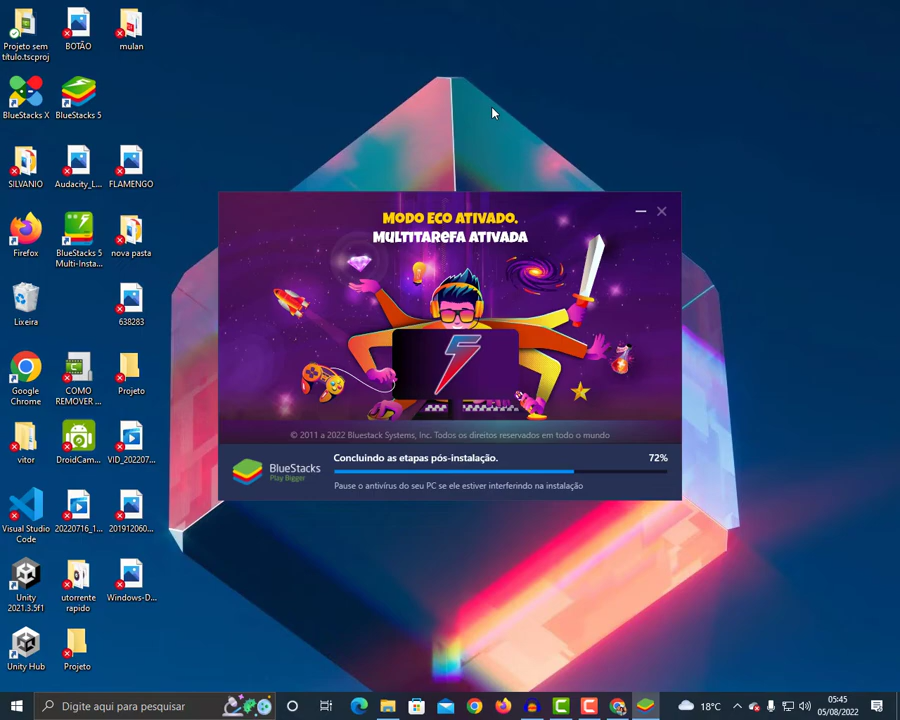 Projeto sem
título.tscproj
BOTÃO
mulan
BlueStacks X
BlueStacks 5
SILVANIO
Audacity_L...
FLAMENGO
Firefox
BlueStacks 5
Multi-Insta...
nova pasta
Lixeira
638283
Google
Chrome
COMO
REMOVER ...
Projeto
vitor
DroidCam...
VID_202207...
Visual Studio
Code
20220716_1...
201912060...
Unity
2021.3.5f1
utorrente
rapido
Windows-D...
Unity Hub
Projeto
MODO ECO ATIVADO.
MULTITAREFA ATIVADA
© 2011 a 2022 Bluestack Systems, Inc. Todos os direitos reservados em todo o mundo
BlueStacks
Play Bigger
Concluindo as etapas pós-instalação.
72%
Pause o antivírus do seu PC se ele estiver interferindo na instalação
Digite aqui para pesquisar
18°C
05:45
05/08/2022